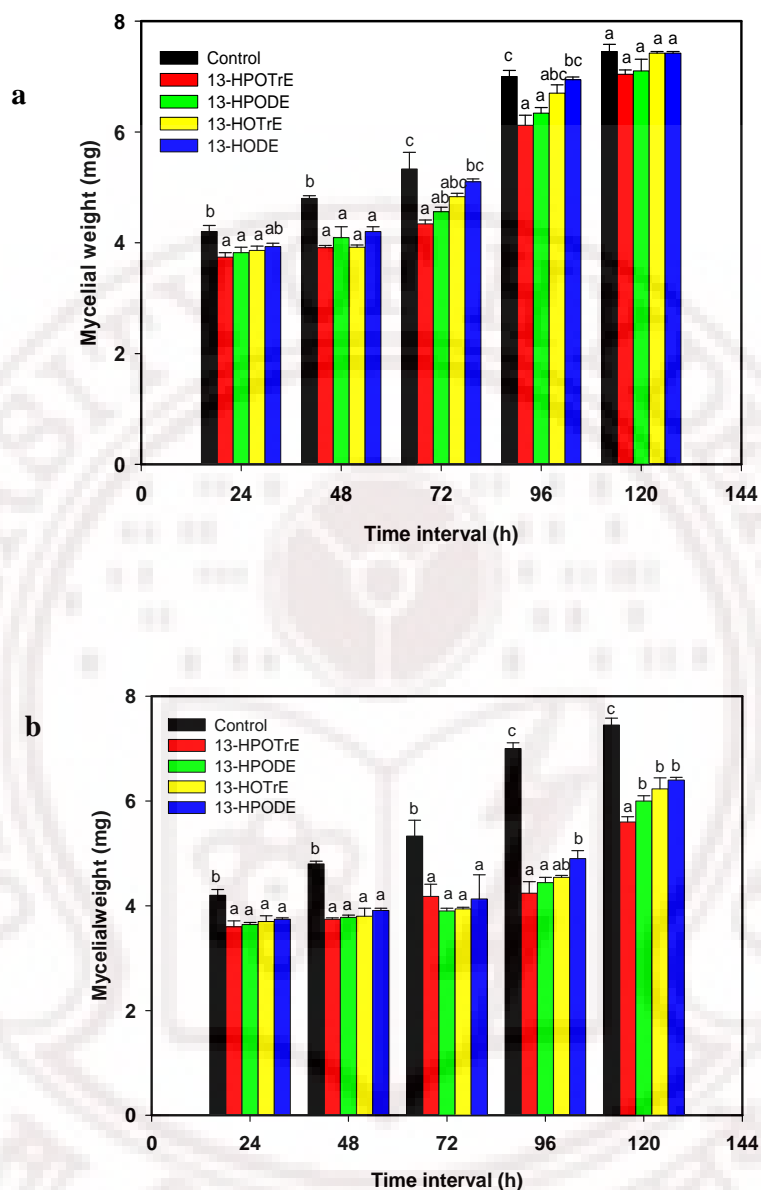 a
Mycelial weight (mg)
8
6
4
2
0
Control
13-HPOTrE
13-HPODE
13-HOTrE
13-HODE
b a a a ab
b a a a a
c a ab abc bc
c a a abc bc
a a a a a
0 24 48 72 96 120 144
Time interval (h)
b
Mycelialweight (mg)
8
6
4
2
0
Control
13-HPOTrE
13-HPODE
13-HOTrE
13-HPODE
b a a a a
b a a a a
b a a a a
c a a ab b
c a b b b
0 24 48 72 96 120 144
Time interval (h)